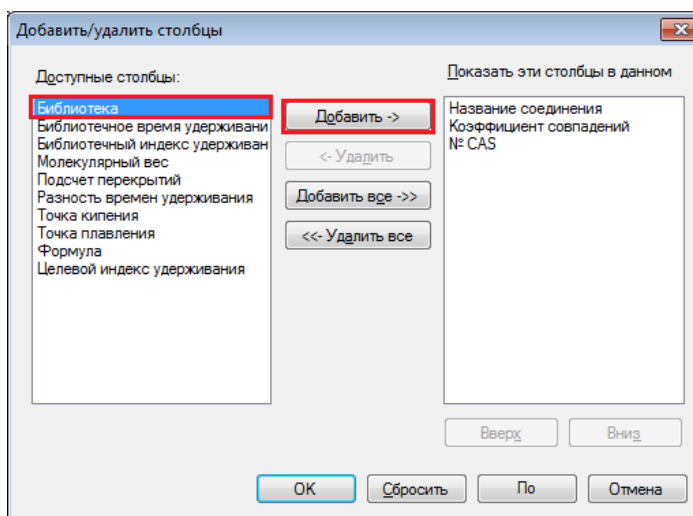 Добавить/удалить столбцы
Доступные столбцы:
Библиотека
Библиотечное время удерживани
Библиотечный индекс удерживан
Молекулярный вес
Подсчет перекрытий
Разность времен удерживания
Точка кипения
Точка плавления
Формула
Целевой индекс удерживания
Добавить ->
<- Удалить
Добавить все ->>
<<- Удалить все
Показать эти столбцы в данном
Название соединения
Коэффициент совпадений
№ CAS
Вверх
Вниз
OK
Сбросить
По
Отмена